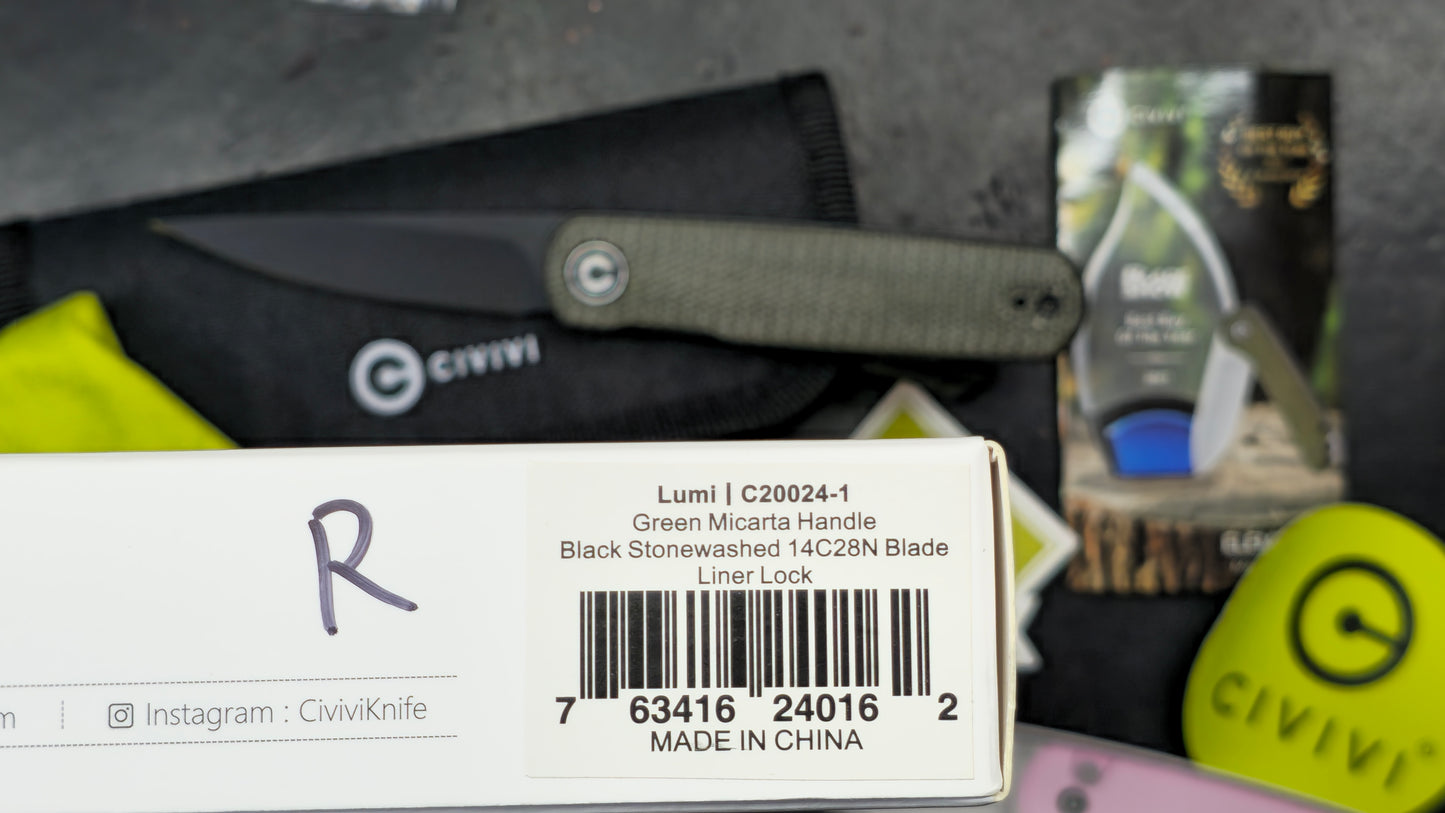 CIVIVI
C
CIVIVI
R
Lumi | C20024-1
Green Micarta Handle
Black Stonewashed 14C28N Blade
Liner Lock
7 63416 24016 2
MADE IN CHINA
m
Instagram : CiviviKnife
CIVIVI